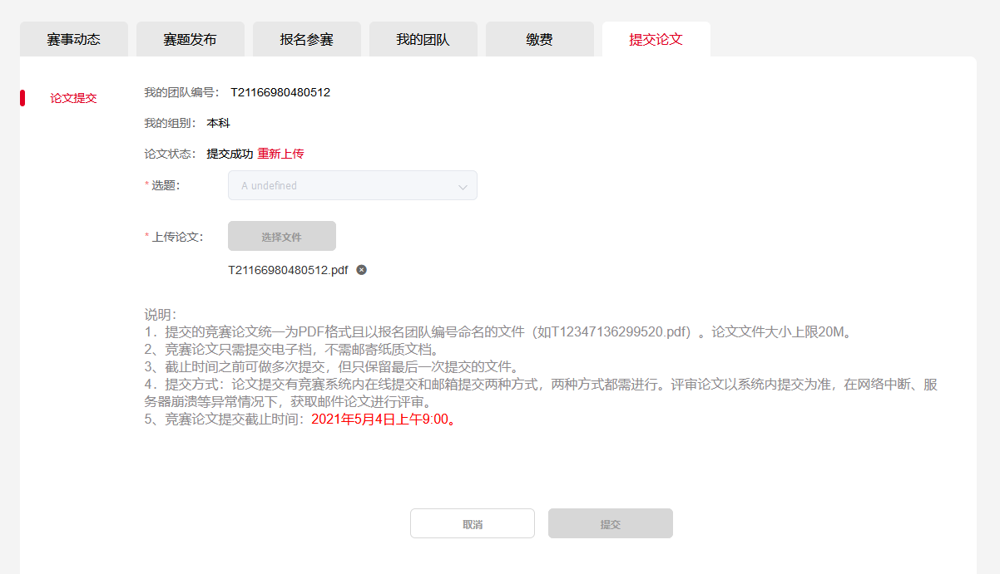 赛事动态 赛题发布 报名参赛 我的团队 缴费 提交论文
论文提交
我的团队编号： T21166980480512
我的组别： 本科
论文状态： 提交成功 重新上传
* 选题： A undefined
* 上传论文： 选择文件
T21166980480512.pdf
说明：
1．提交的竞赛论文统一为PDF格式且以报名团队编号命名的文件（如T12347136299520.pdf）。论文文件大小上限20M。
2、竞赛论文只需提交电子档，不需邮寄纸质文档。
3、截止时间之前可做多次提交，但只保留最后一次提交的文件。
4．提交方式：论文提交有竞赛系统内在线提交和邮箱提交两种方式，两种方式都需进行。评审论文以系统内提交为准，在网络中断、服
务器崩溃等异常情况下，获取邮件论文进行评审。
5、竞赛论文提交截止时间：2021年5月4日上午9:00。
取消 提交